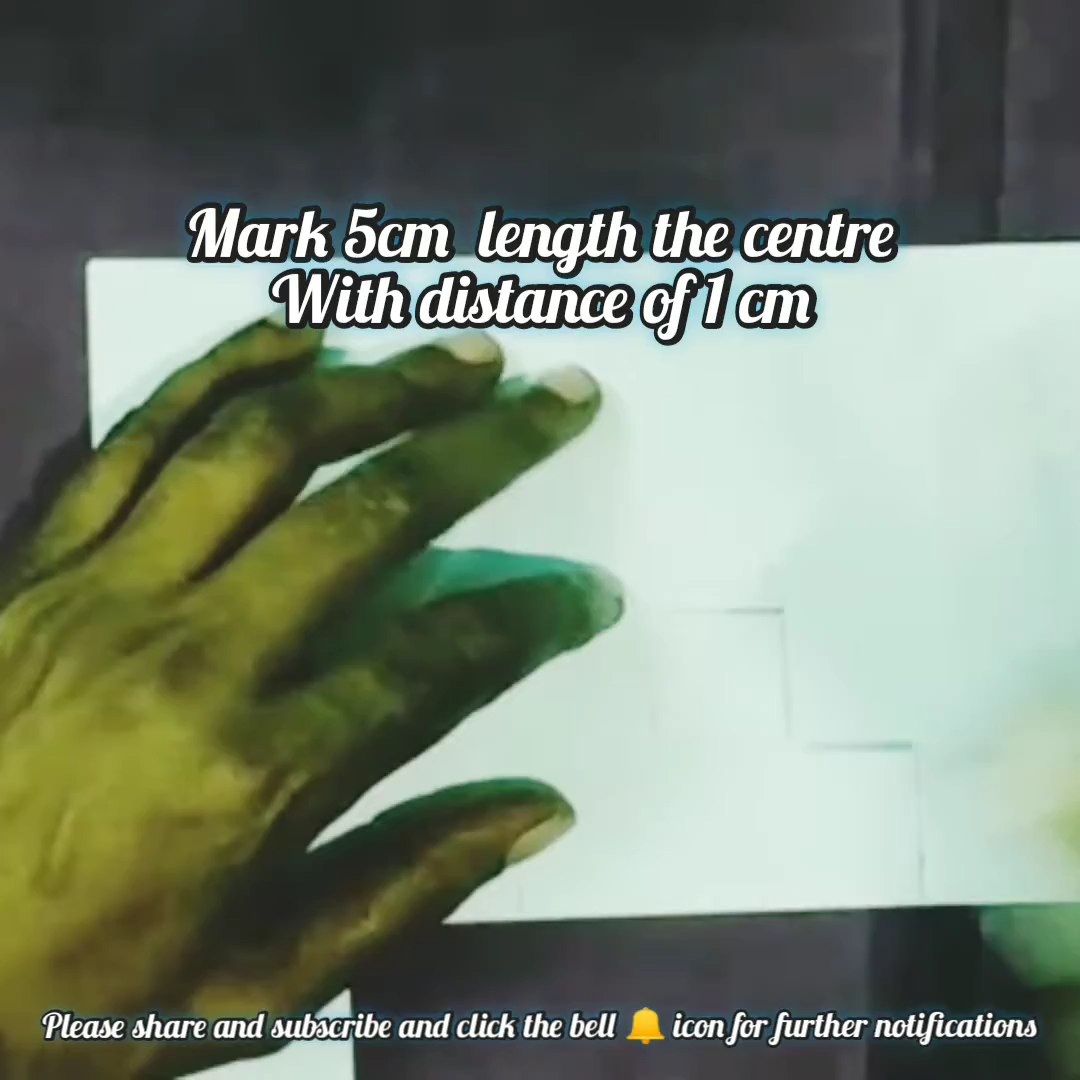 Mark 5cm length the centre
With distance of 1 cm
Please share and subscribe and click the bell 🔔 icon for further notifications